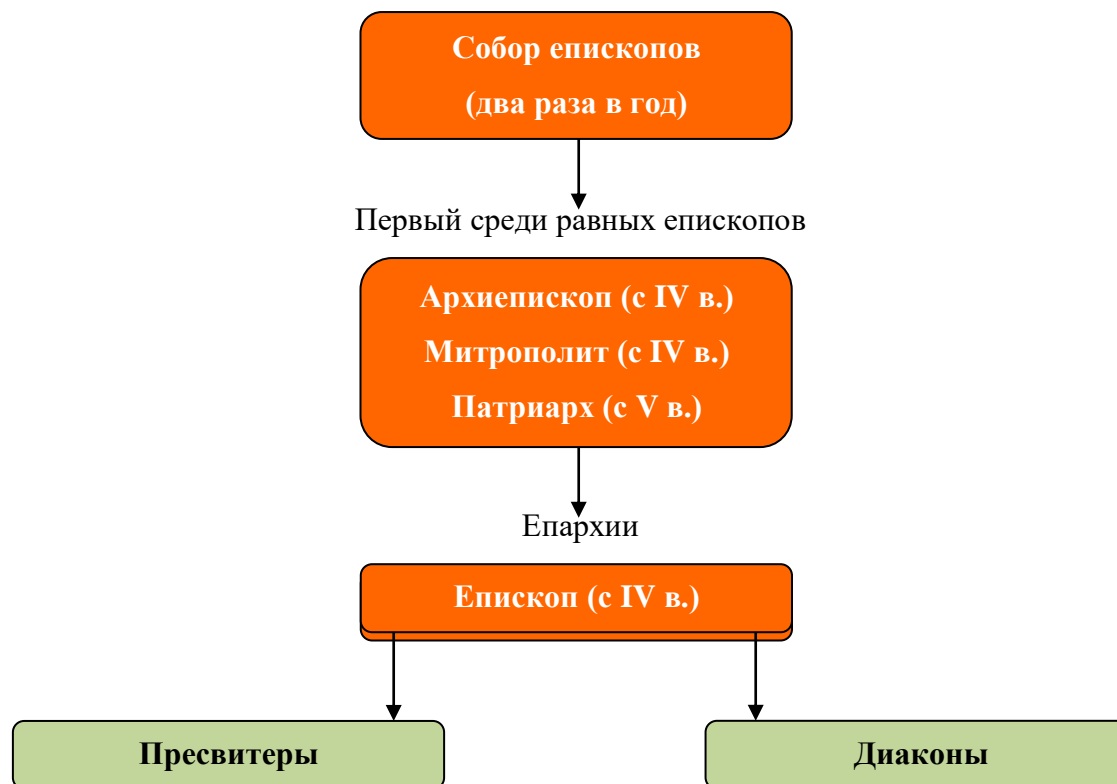 Собор епископов
(два раза в год)
Первый среди равных епископов
Архиепископ (с IV в.)
Митрополит (с IV в.)
Патриарх (с V в.)
Епархии
Епископ (с IV в.)
Пресвитеры
Диаконы